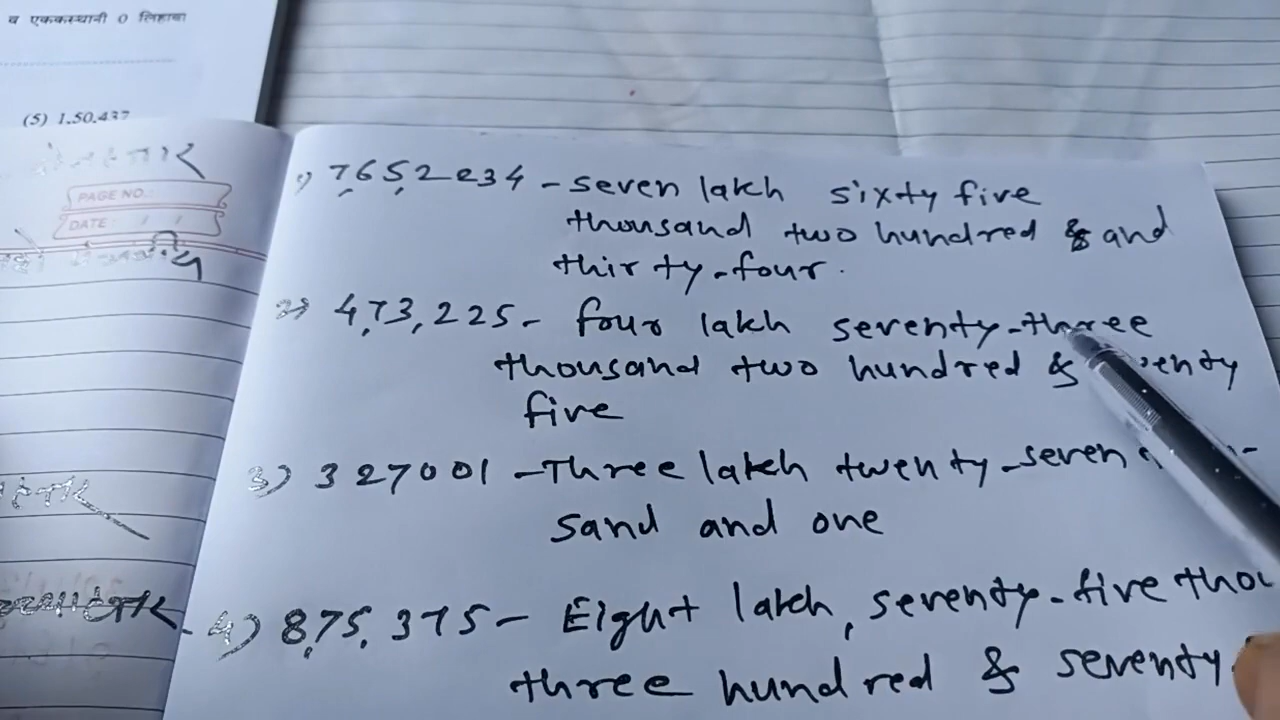 व एककस्थानी 0 लिहावा
(5) 1,50,437
PAGE NO.:
DATE: / /
1) 7,65,2234 - seven lakh sixty five
thousand two hundred & and
thirty-four.
2) 4,73,225 - four lakh seventy-three
thousand two hundred &
five
3) 327001 - Three lakh twenty-seven
sand and one
4) 8,75,375 - Eight lakh, seventy-five thou
three hundred & seventy